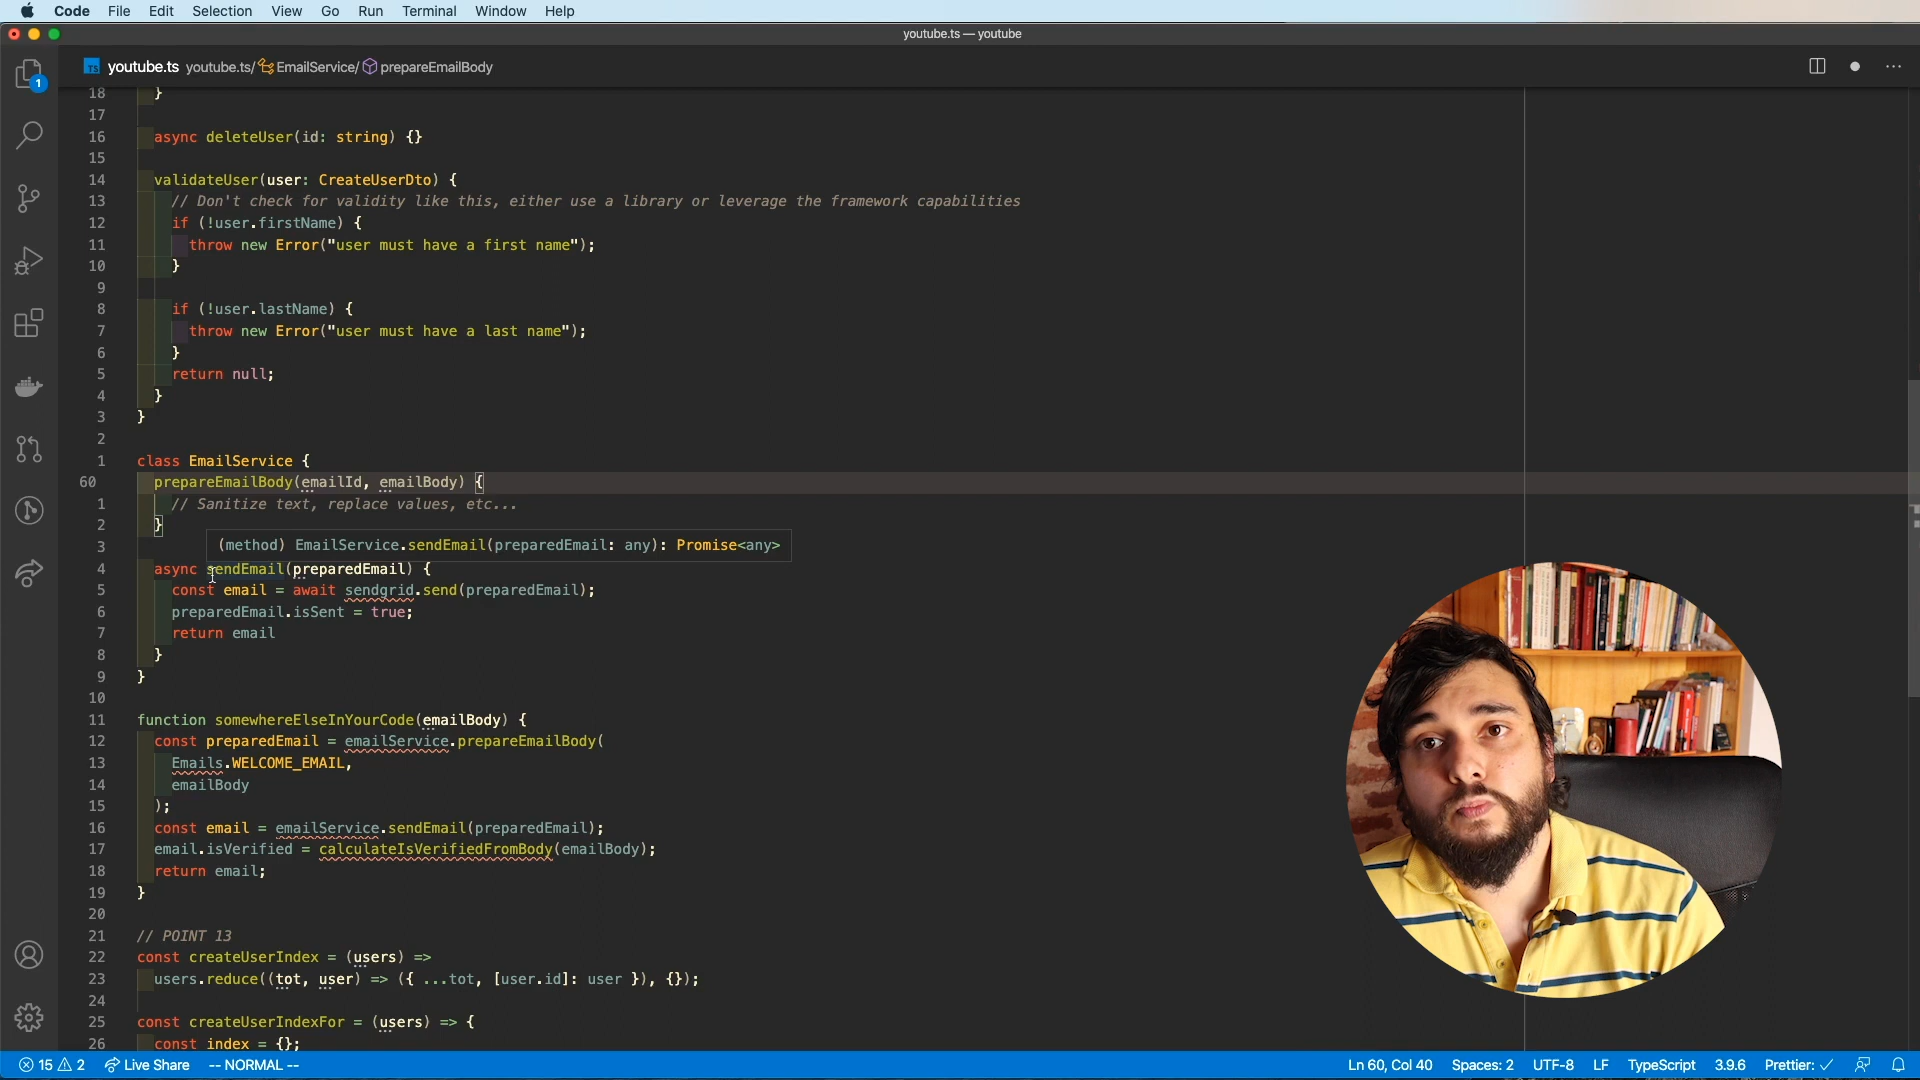 Code File Edit Selection View Go Run Terminal Window Help
youtube.ts — youtube
1
TS youtube.ts youtube.ts/ EmailService/ prepareEmailBody
18 }
17
16 async deleteUser(id: string) {}
15
14 validateUser(user: CreateUserDto) {
13 // Don't check for validity like this, either use a library or leverage the framework capabilities
12 if (!user.firstName) {
11 throw new Error("user must have a first name");
10 }
9
8 if (!user.lastName) {
7 throw new Error("user must have a last name");
6 }
5 return null;
4 }
3 }
2
1 class EmailService {
60 prepareEmailBody(emailId, emailBody) {
1 // Sanitize text, replace values, etc...
2 }
3 (method) EmailService.sendEmail(preparedEmail: any): Promise<any>
4 async sendEmail(preparedEmail) {
5 const email = await sendgrid.send(preparedEmail);
6 preparedEmail.isSent = true;
7 return email
8 }
9 }
10
11 function somewhereElseInYourCode(emailBody) {
12 const preparedEmail = emailService.prepareEmailBody(
13 Emails.WELCOME_EMAIL,
14 emailBody
15 );
16 const email = emailService.sendEmail(preparedEmail);
17 email.isVerified = calculateIsVerifiedFromBody(emailBody);
18 return email;
19 }
20
21 // POINT 13
22 const createUserIndex = (users) =>
23 users.reduce((tot, user) => ({ ...tot, [user.id]: user }), {});
24
25 const createUserIndexFor = (users) => {
26 const index = {};
15 2 Live Share -- NORMAL -- Ln 60, Col 40 Spaces: 2 UTF-8 LF TypeScript 3.9.6 Prettier: ✓